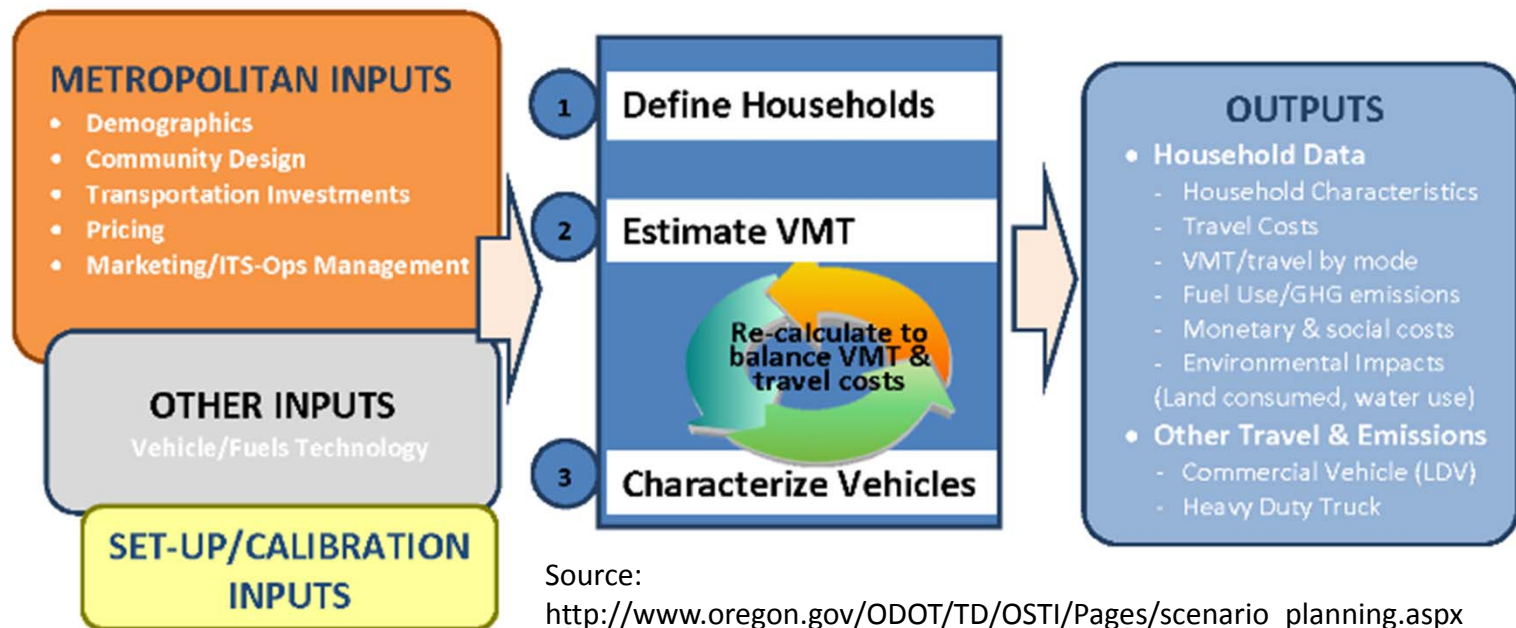 METROPOLITAN INPUTS
• Demographics
• Community Design
• Transportation Investments
• Pricing
• Marketing/ITS-Ops Management
OTHER INPUTS
Vehicle/Fuels Technology
SET-UP/CALIBRATION
INPUTS
1
Define Households
2
Estimate VMT
Re-calculate to
balance VMT &
travel costs
3
Characterize Vehicles
OUTPUTS
• Household Data
- Household Characteristics
- Travel Costs
- VMT/travel by mode
- Fuel Use/GHG emissions
- Monetary & social costs
- Environmental Impacts
(Land consumed, water use)
• Other Travel & Emissions
- Commercial Vehicle (LDV)
- Heavy Duty Truck
Source:
http://www.oregon.gov/ODOT/TD/OSTI/Pages/scenario_planning.aspx